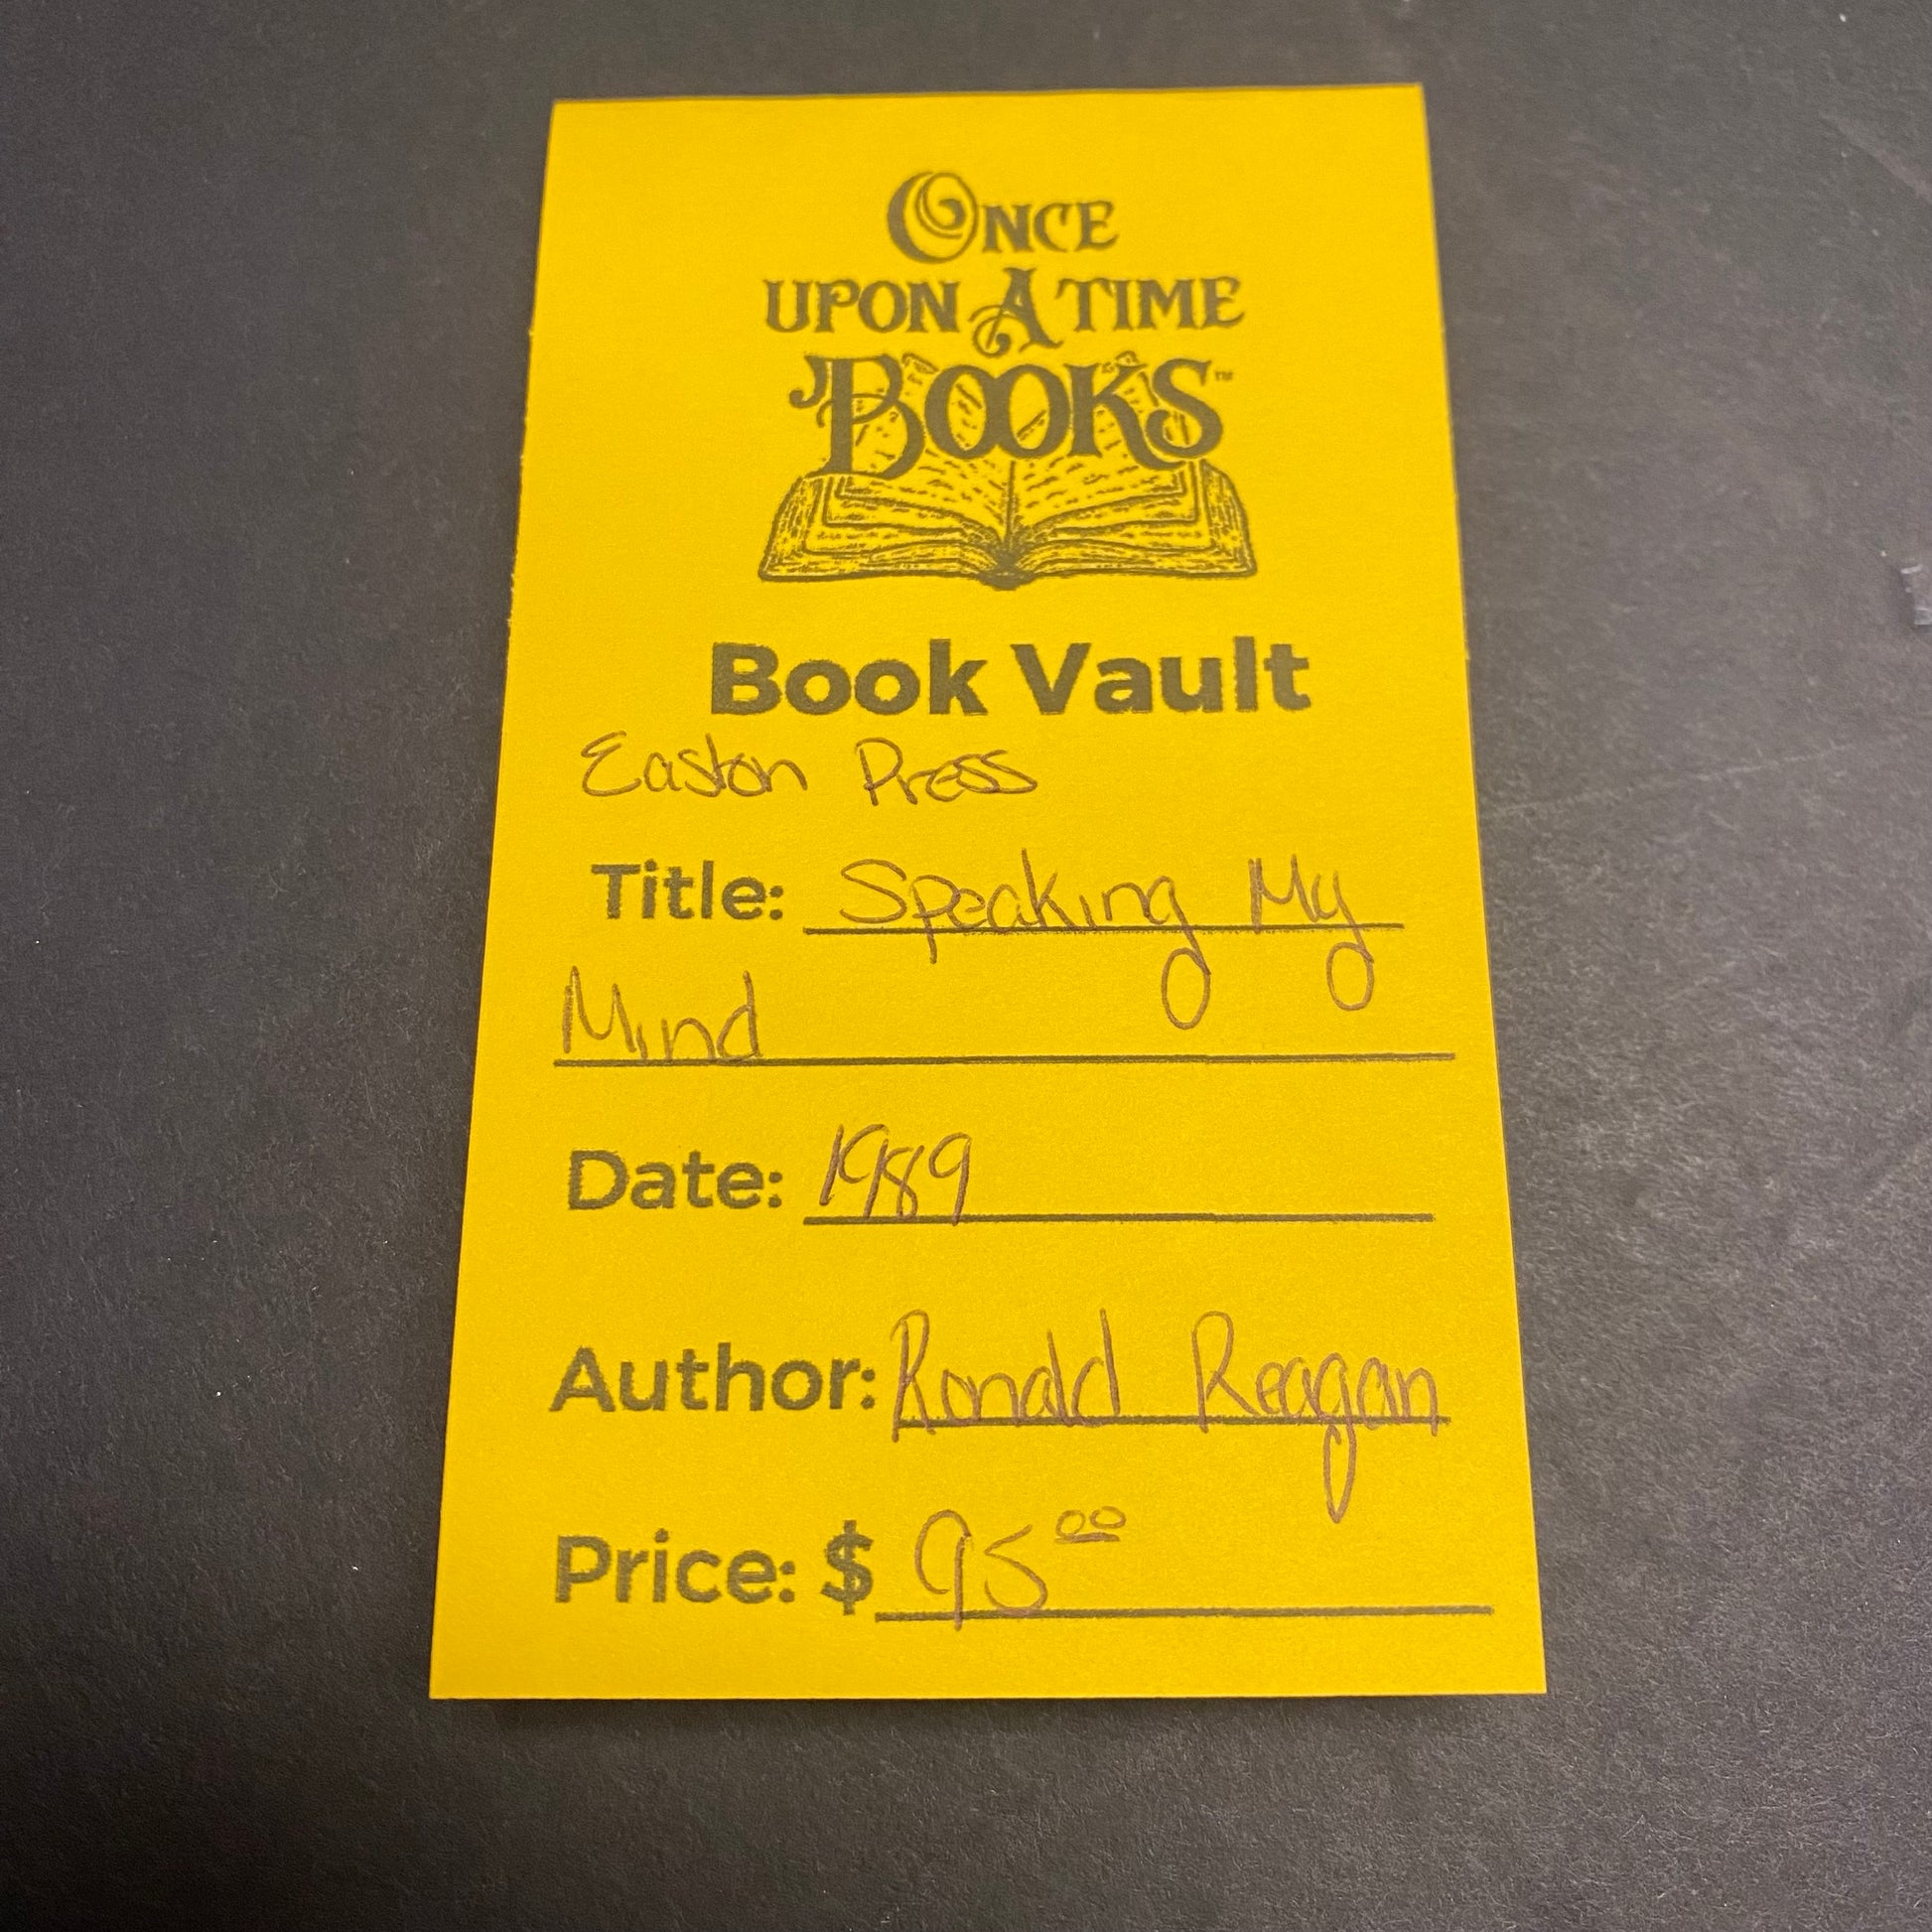 ONCE
UPON A TIME
BOOKS™
Book Vault
Easton Press
Title: Speaking My
Mind
Date: 1989
Author: Ronald Reagan
Price: $ 95 00